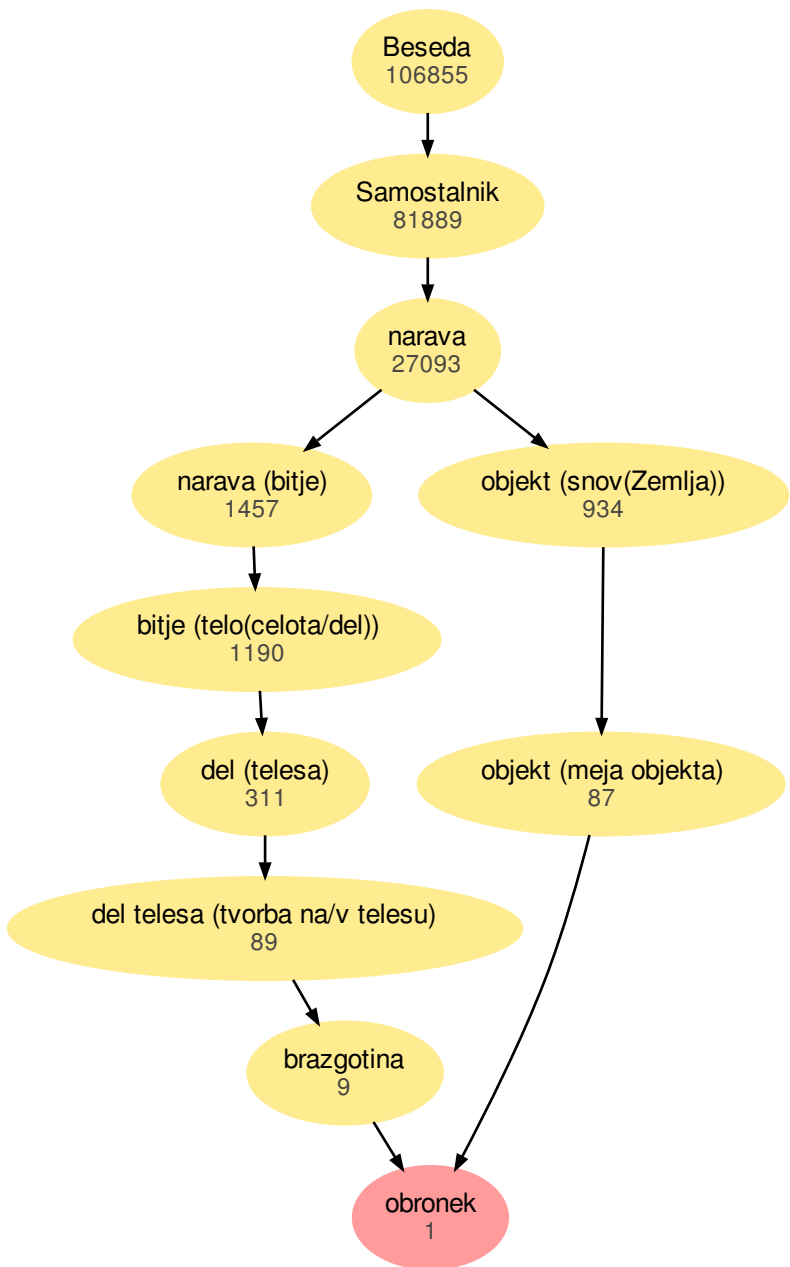 Beseda
106855
Samostalnik
81889
narava
27093
narava (bitje)
1457
objekt (snov(Zemlja))
934
bitje (telo(celota/del))
1190
del (telesa)
311
objekt (meja objekta)
87
del telesa (tvorba na/v telesu)
89
brazgotina
9
obronek
1